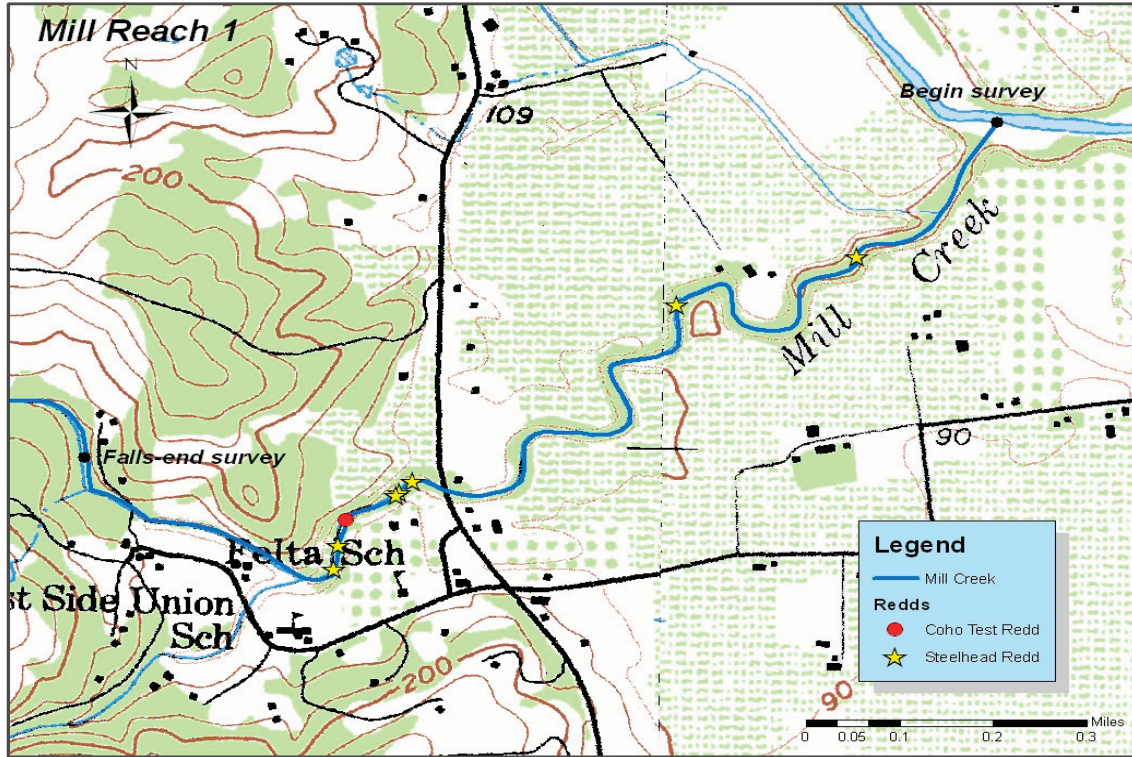 Mill Reach 1
N
109
Begin survey
200
Creek
Mill
90
Falls-end survey
Felta Sch
st Side Union
Sch
200
90
Legend
Mill Creek
Redds
Coho Test Redd
Steelhead Redd
Miles
0 0.05 0.1 0.2 0.3